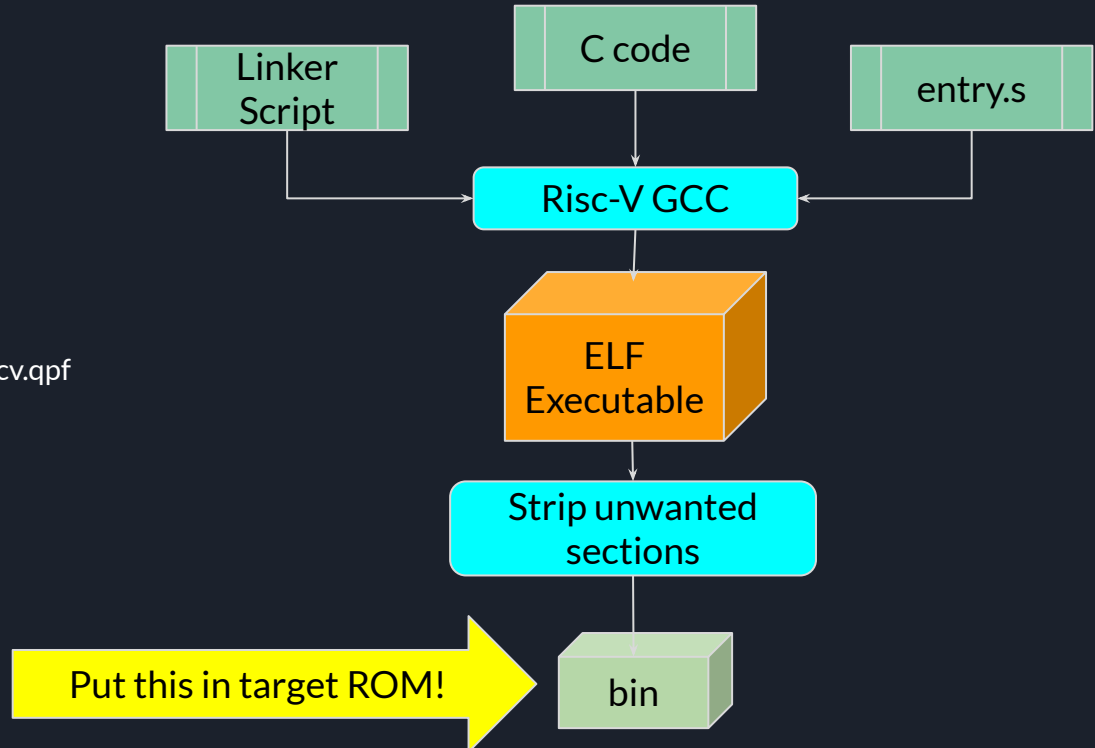 Linker
Script
C code
entry.s
Risc-V GCC
cv.qpf
ELF
Executable
Strip unwanted
sections
Put this in target ROM!
bin